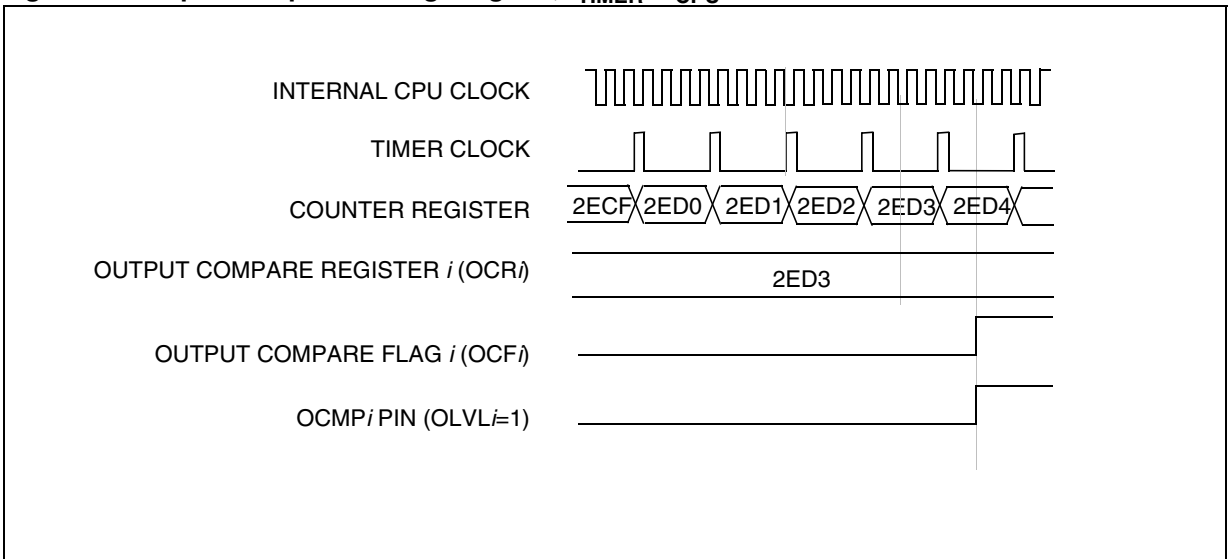 INTERNAL CPU CLOCK
TIMER CLOCK
COUNTER REGISTER 2ECF 2ED0 2ED1 2ED2 2ED3 2ED4
OUTPUT COMPARE REGISTER i (OCRi)
2ED3
OUTPUT COMPARE FLAG i (OCFi)
OCMPi PIN (OLVLi=1)